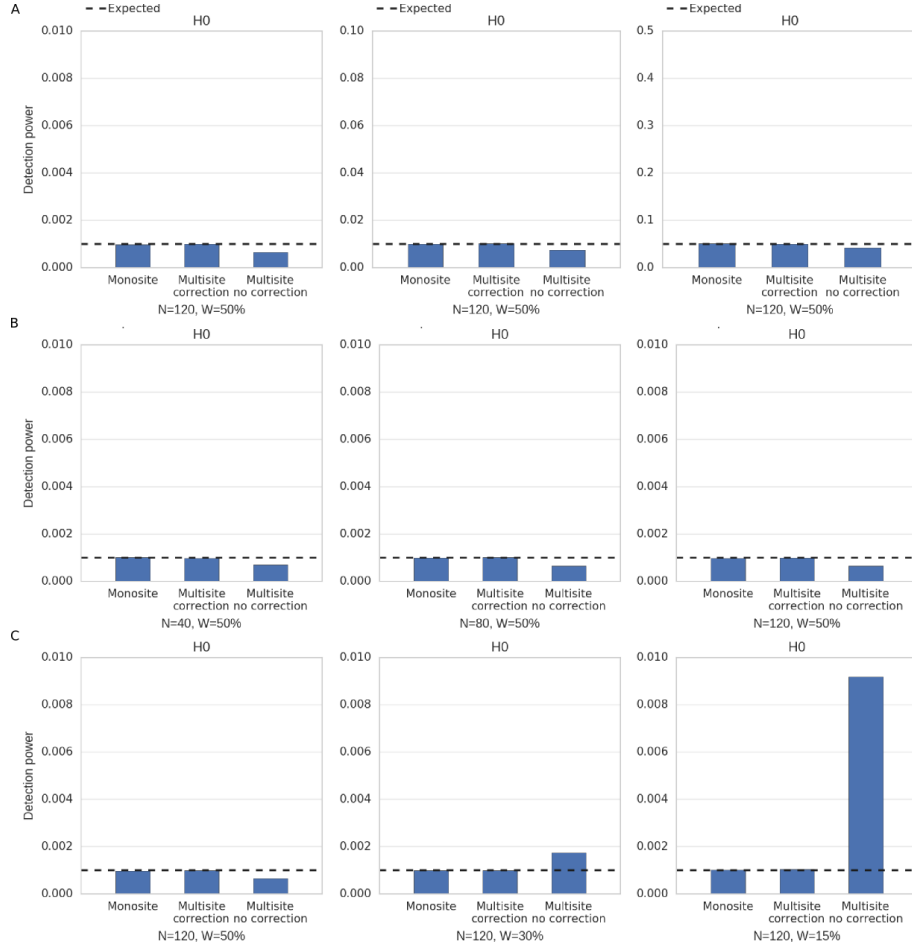 A
Expected Expected Expected
H0 H0 H0
0.010 0.10 0.5
0.008 0.08 0.4
0.006 0.06 0.3
0.004 0.04 0.2
0.002 0.02 0.1
0.000 0.00 0.0
Detection power
Monosite Multisite Multisite Monosite Multisite Multisite Monosite Multisite Multisite
correction no correction correction no correction correction no correction
N=120, W=50% N=120, W=50% N=120, W=50%
B
H0 H0 H0
0.010 0.010 0.010
0.008 0.008 0.008
0.006 0.006 0.006
0.004 0.004 0.004
0.002 0.002 0.002
0.000 0.000 0.000
Detection power
Monosite Multisite Multisite Monosite Multisite Multisite Monosite Multisite Multisite
correction no correction correction no correction correction no correction
N=40, W=50% N=80, W=50% N=120, W=50%
C
H0 H0 H0
0.010 0.010 0.010
0.008 0.008 0.008
0.006 0.006 0.006
0.004 0.004 0.004
0.002 0.002 0.002
0.000 0.000 0.000
Detection power
Monosite Multisite Multisite Monosite Multisite Multisite Monosite Multisite Multisite
correction no correction correction no correction correction no correction
N=120, W=50% N=120, W=30% N=120, W=15%